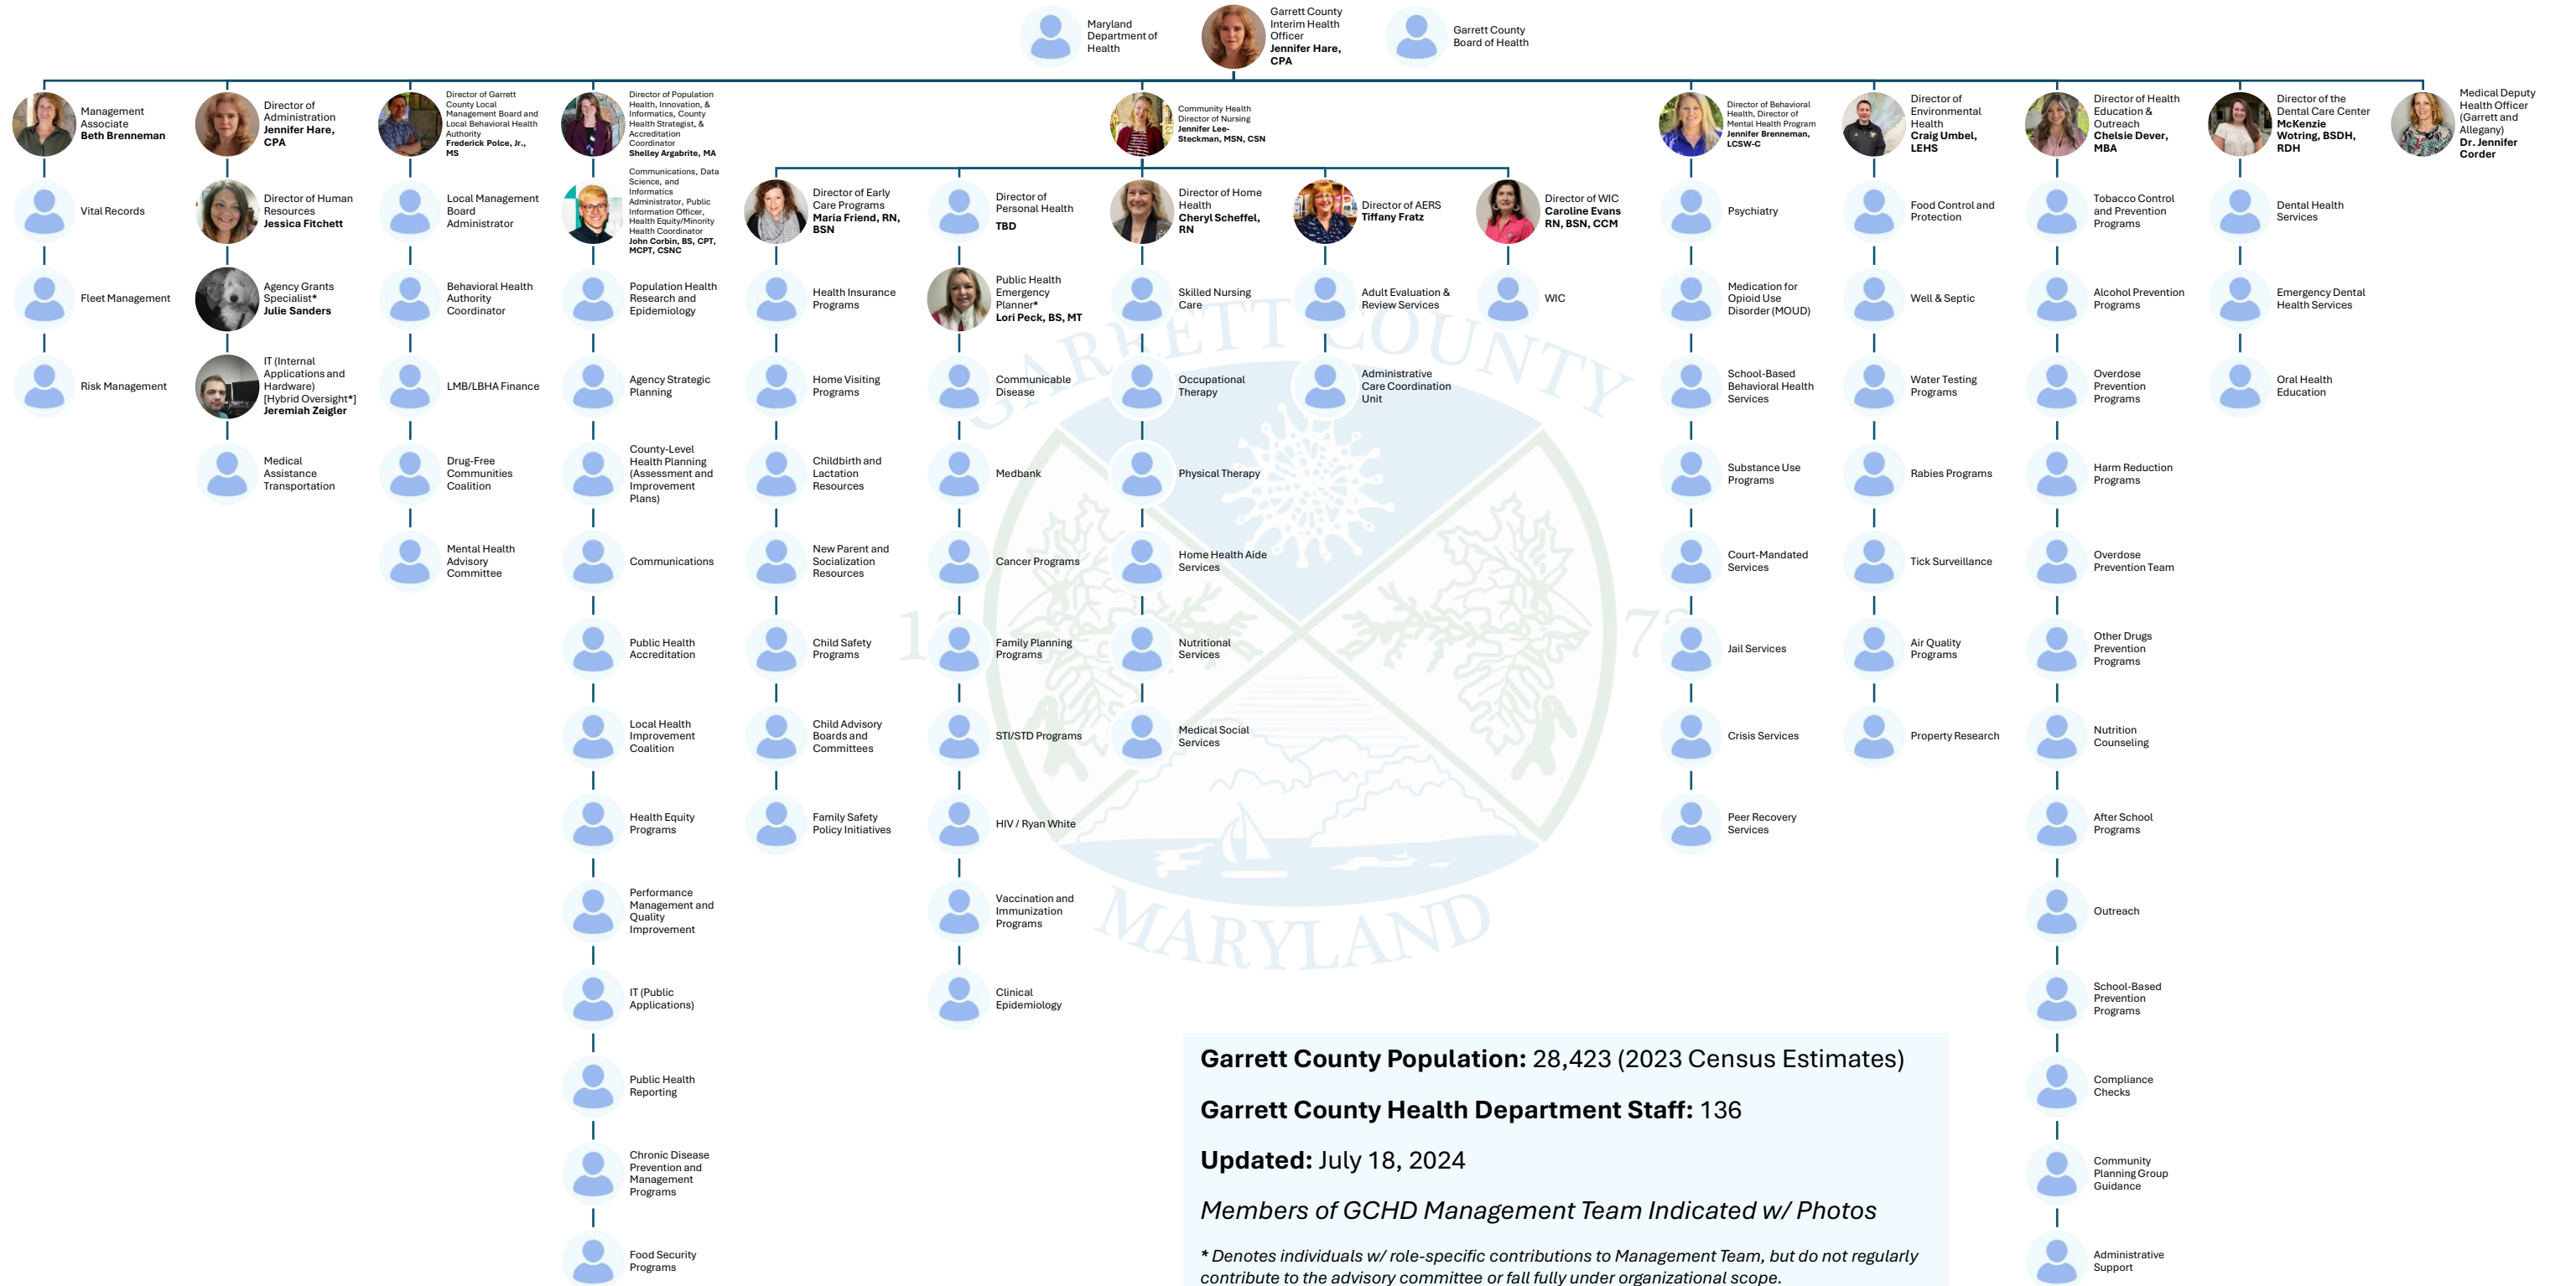 Maryland
Department of
Health
Garrett County
Interim Health
Officer
Jennifer Hare,
CPA
Garrett County
Board of Health
Management
Associate
Beth Brenneman
Director of
Administration
Jennifer Hare,
CPA
Director of Garrett
County Local
Management Board and
Local Behavioral Health
Authority
Frederick Polce, Jr.,
MS
Director of Population
Health, Innovation, &
Informatics, County
Health Strategist, &
Accreditation
Coordinator
Shelley Argabrite, MA
Community Health
Director of Nursing
Jennifer Lee-
Steckman, MSN, CSN
Director of Behavioral
Health, Director of
Mental Health Program
Jennifer Brenneman,
LCSW-C
Director of
Environmental
Health
Craig Umbel,
LEHS
Director of Health
Education &
Outreach
Chelsie Dever,
MBA
Director of the
Dental Care Center
McKenzie
Wotring, BSDH,
RDH
Medical Deputy
Health Officer
(Garrett and
Allegany)
Dr. Jennifer
Corder
Vital Records
Fleet Management
Risk Management
Director of Human
Resources
Jessica Fitchett
Agency Grants
Specialist*
Julie Sanders
IT (Internal
Applications and
Hardware)
[Hybrid Oversight*]
Jeremiah Zeigler
Medical
Assistance
Transportation
Local Management
Board
Administrator
Behavioral Health
Authority
Coordinator
LMB/LBHA Finance
Drug-Free
Communities
Coalition
Mental Health
Advisory
Committee
Communications, Data
Science, and
Informatics
Administrator, Public
Information Officer,
Health Equity/Minority
Health Coordinator
John Corbin, BS, CPT,
MCPT, CSNC
Population Health
Research and
Epidemiology
Agency Strategic
Planning
County-Level
Health Planning
(Assessment and
Improvement
Plans)
Communications
Public Health
Accreditation
Local Health
Improvement
Coalition
Health Equity
Programs
Performance
Management and
Quality
Improvement
IT (Public
Applications)
Public Health
Reporting
Chronic Disease
Prevention and
Management
Programs
Food Security
Programs
Director of Early
Care Programs
Maria Friend, RN,
BSN
Health Insurance
Programs
Home Visiting
Programs
Childbirth and
Lactation
Resources
New Parent and
Socialization
Resources
Child Safety
Programs
Child Advisory
Boards and
Committees
Family Safety
Policy Initiatives
Director of
Personal Health
TBD
Public Health
Emergency
Planner*
Lori Peck, BS, MT
Communicable
Disease
Medbank
Cancer Programs
Family Planning
Programs
STI/STD Programs
HIV / Ryan White
Vaccination and
Immunization
Programs
Clinical
Epidemiology
Director of Home
Health
Cheryl Scheffel,
RN
Skilled Nursing
Care
Occupational
Therapy
Physical Therapy
Home Health Aide
Services
Nutritional
Services
Medical Social
Services
Director of AERS
Tiffany Fratz
Adult Evaluation &
Review Services
Administrative
Care Coordination
Unit
Director of WIC
Caroline Evans
RN, BSN, CCM
WIC
Psychiatry
Medication for
Opioid Use
Disorder (MOUD)
School-Based
Behavioral Health
Services
Substance Use
Programs
Court-Mandated
Services
Jail Services
Crisis Services
Peer Recovery
Services
Food Control and
Protection
Well & Septic
Water Testing
Programs
Rabies Programs
Tick Surveillance
Air Quality
Programs
Property Research
Tobacco Control
and Prevention
Programs
Alcohol Prevention
Programs
Overdose
Prevention
Programs
Harm Reduction
Programs
Overdose
Prevention Team
Other Drugs
Prevention
Programs
Nutrition
Counseling
After School
Programs
Outreach
School-Based
Prevention
Programs
Compliance
Checks
Community
Planning Group
Guidance
Administrative
Support
Dental Health
Services
Emergency Dental
Health Services
Oral Health
Education
GARRETT COUNTY
MARYLAND
Garrett County Population: 28,423 (2023 Census Estimates)
Garrett County Health Department Staff: 136
Updated: July 18, 2024
Members of GCHD Management Team Indicated w/ Photos
* Denotes individuals w/ role-specific contributions to Management Team, but do not regularly
contribute to the advisory committee or fall fully under organizational scope.